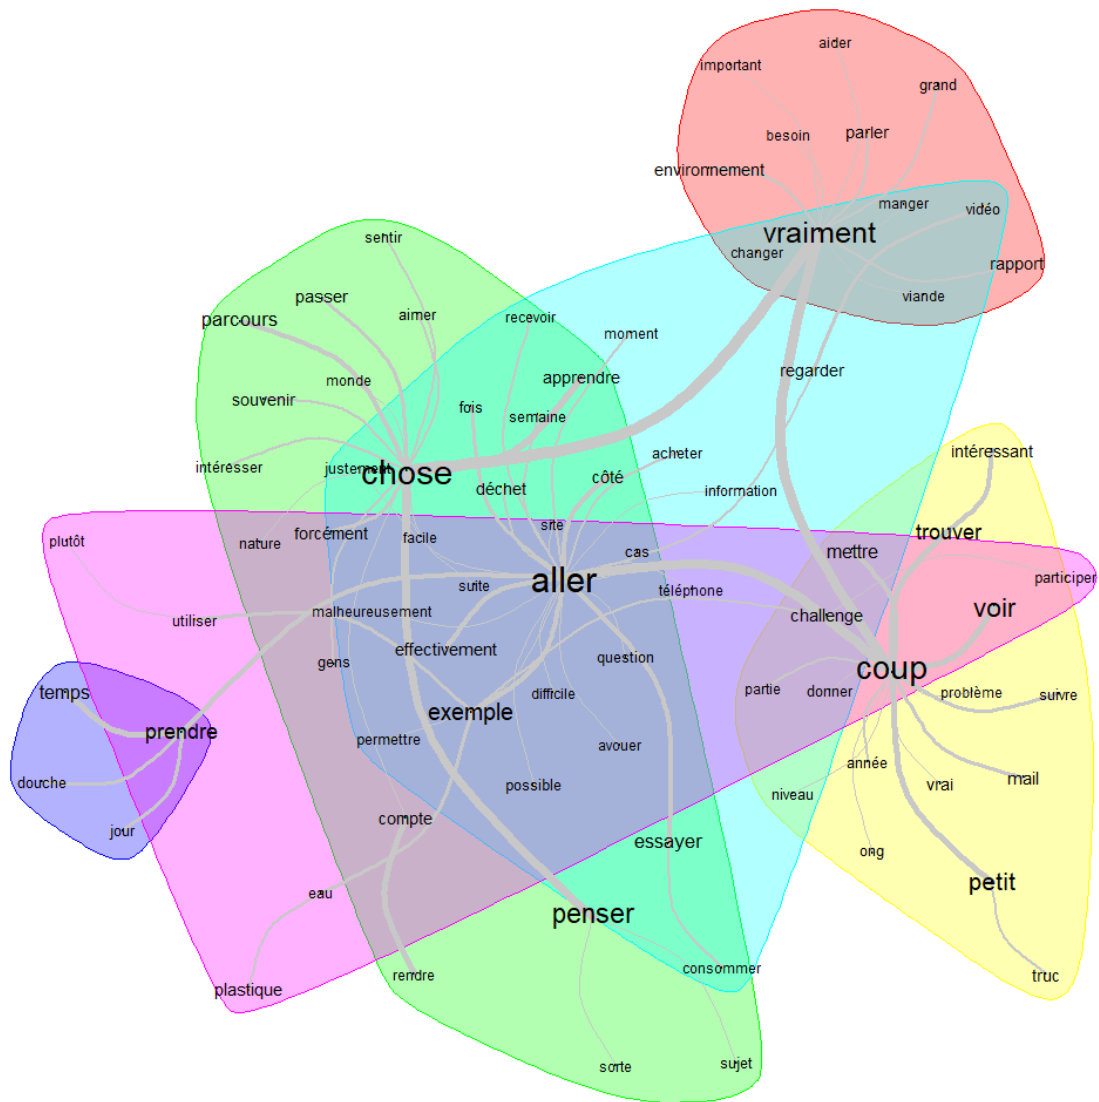 aider
important
grand
besoin
parler
environnement
manger
vidéo
vraiment
changer
rapport
viande
sentir
passer
parcours
aimer
recevoir
moment
regarder
monde
apprendre
souvenir
fois
semaine
intéressant
intéresser
justement
chose
acheter
côté
déchet
information
site
trouver
forcément
facile
plutôt
nature
cas
mettre
aller
participer
suite
téléphone
voir
malheureusement
challenge
utiliser
effectivement
question
gens
coup
temps
difficile
partie
donner
problème
suivre
exemple
prendre
permettre
avouer
année
mail
douche
possible
vrai
niveau
jour
compte
essayer
ong
petit
eau
penser
consommer
rendre
truc
plastique
sorte
sujet